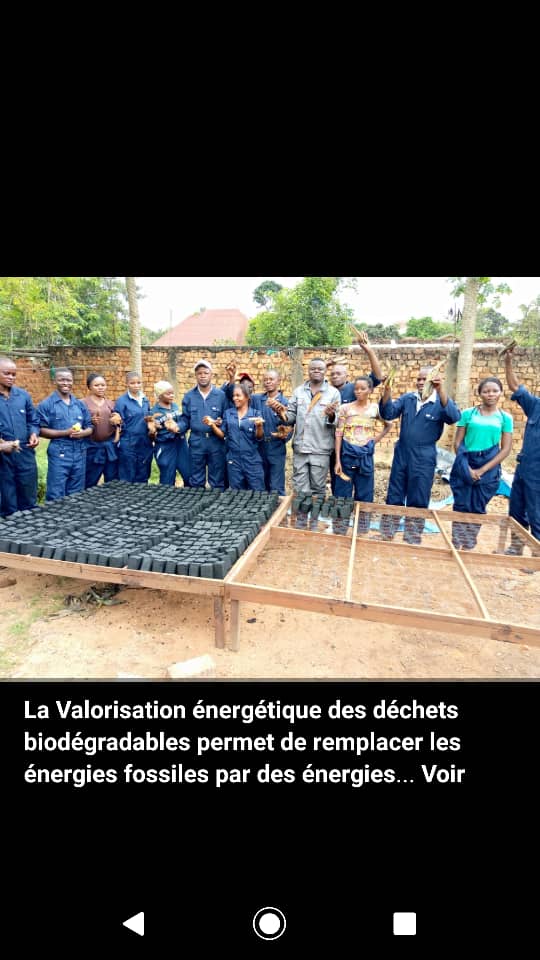 La Valorisation énergétique des déchets
biodégradables permet de remplacer les
énergies fossiles par des énergies... Voir